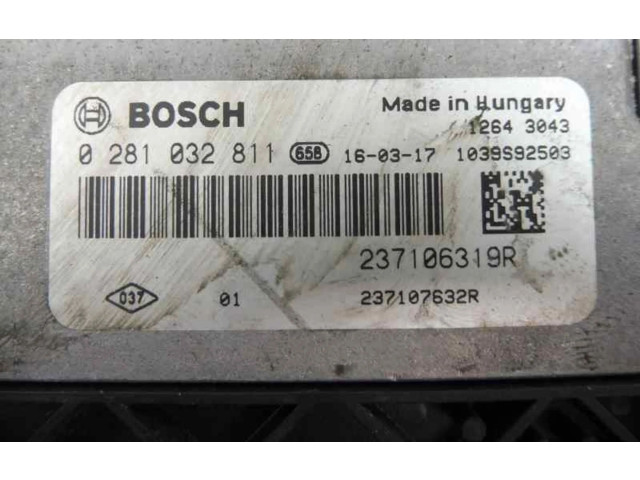 BOSCH Made in Hungary
1264 3043
0 281 032 811 65B 16-03-17 1039S92503
237106319R
037 01 237107632R